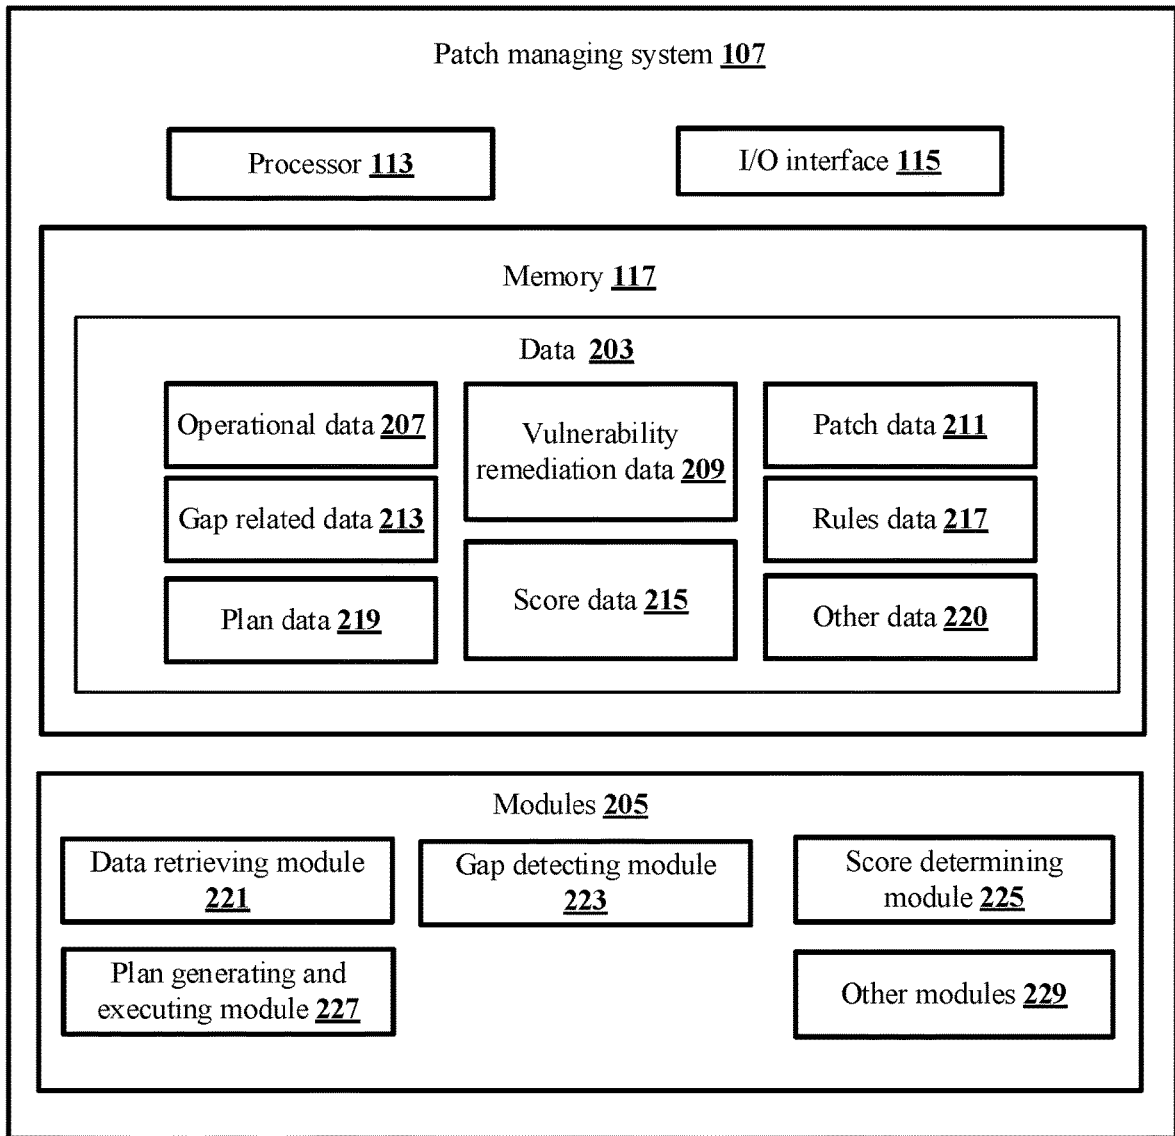 Patch managing system 107
Processor 113
I/O interface 115
Memory 117
Data 203
Operational data 207
Vulnerability
remediation data 209
Patch data 211
Gap related data 213
Rules data 217
Plan data 219
Score data 215
Other data 220
Modules 205
Data retrieving module
221
Gap detecting module
223
Score determining
module 225
Plan generating and
executing module 227
Other modules 229